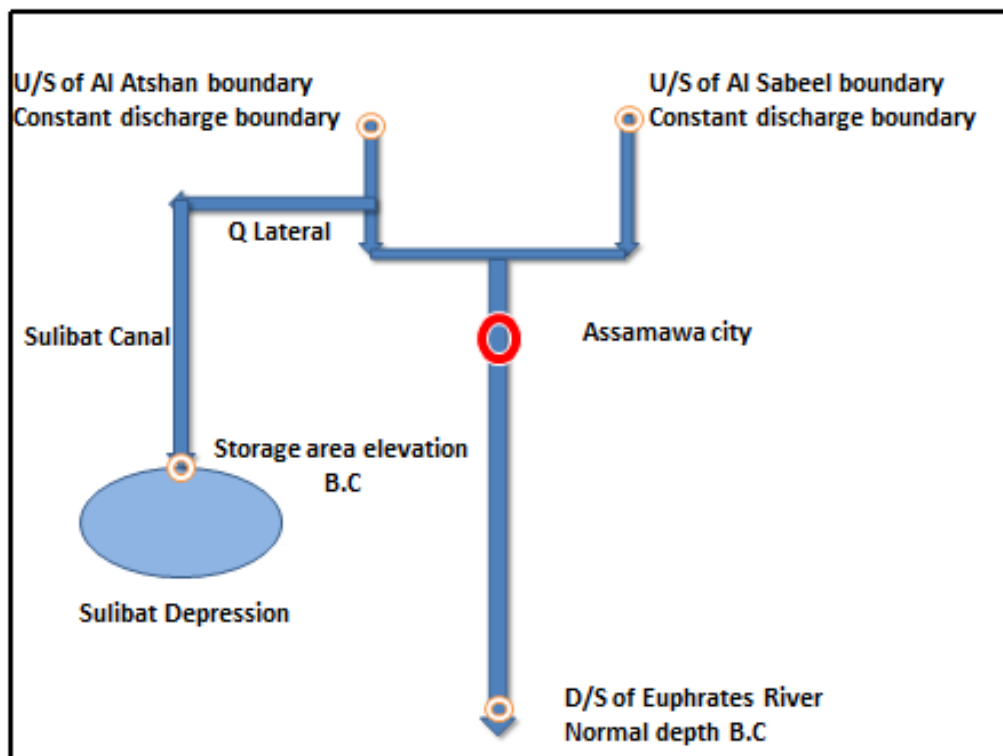 U/S of Al Atshan boundary
Constant discharge boundary
U/S of Al Sabeel boundary
Constant discharge boundary
Q Lateral
Sulibat Canal
Assamawa city
Storage area elevation
B.C
Sulibat Depression
D/S of Euphrates River
Normal depth B.C